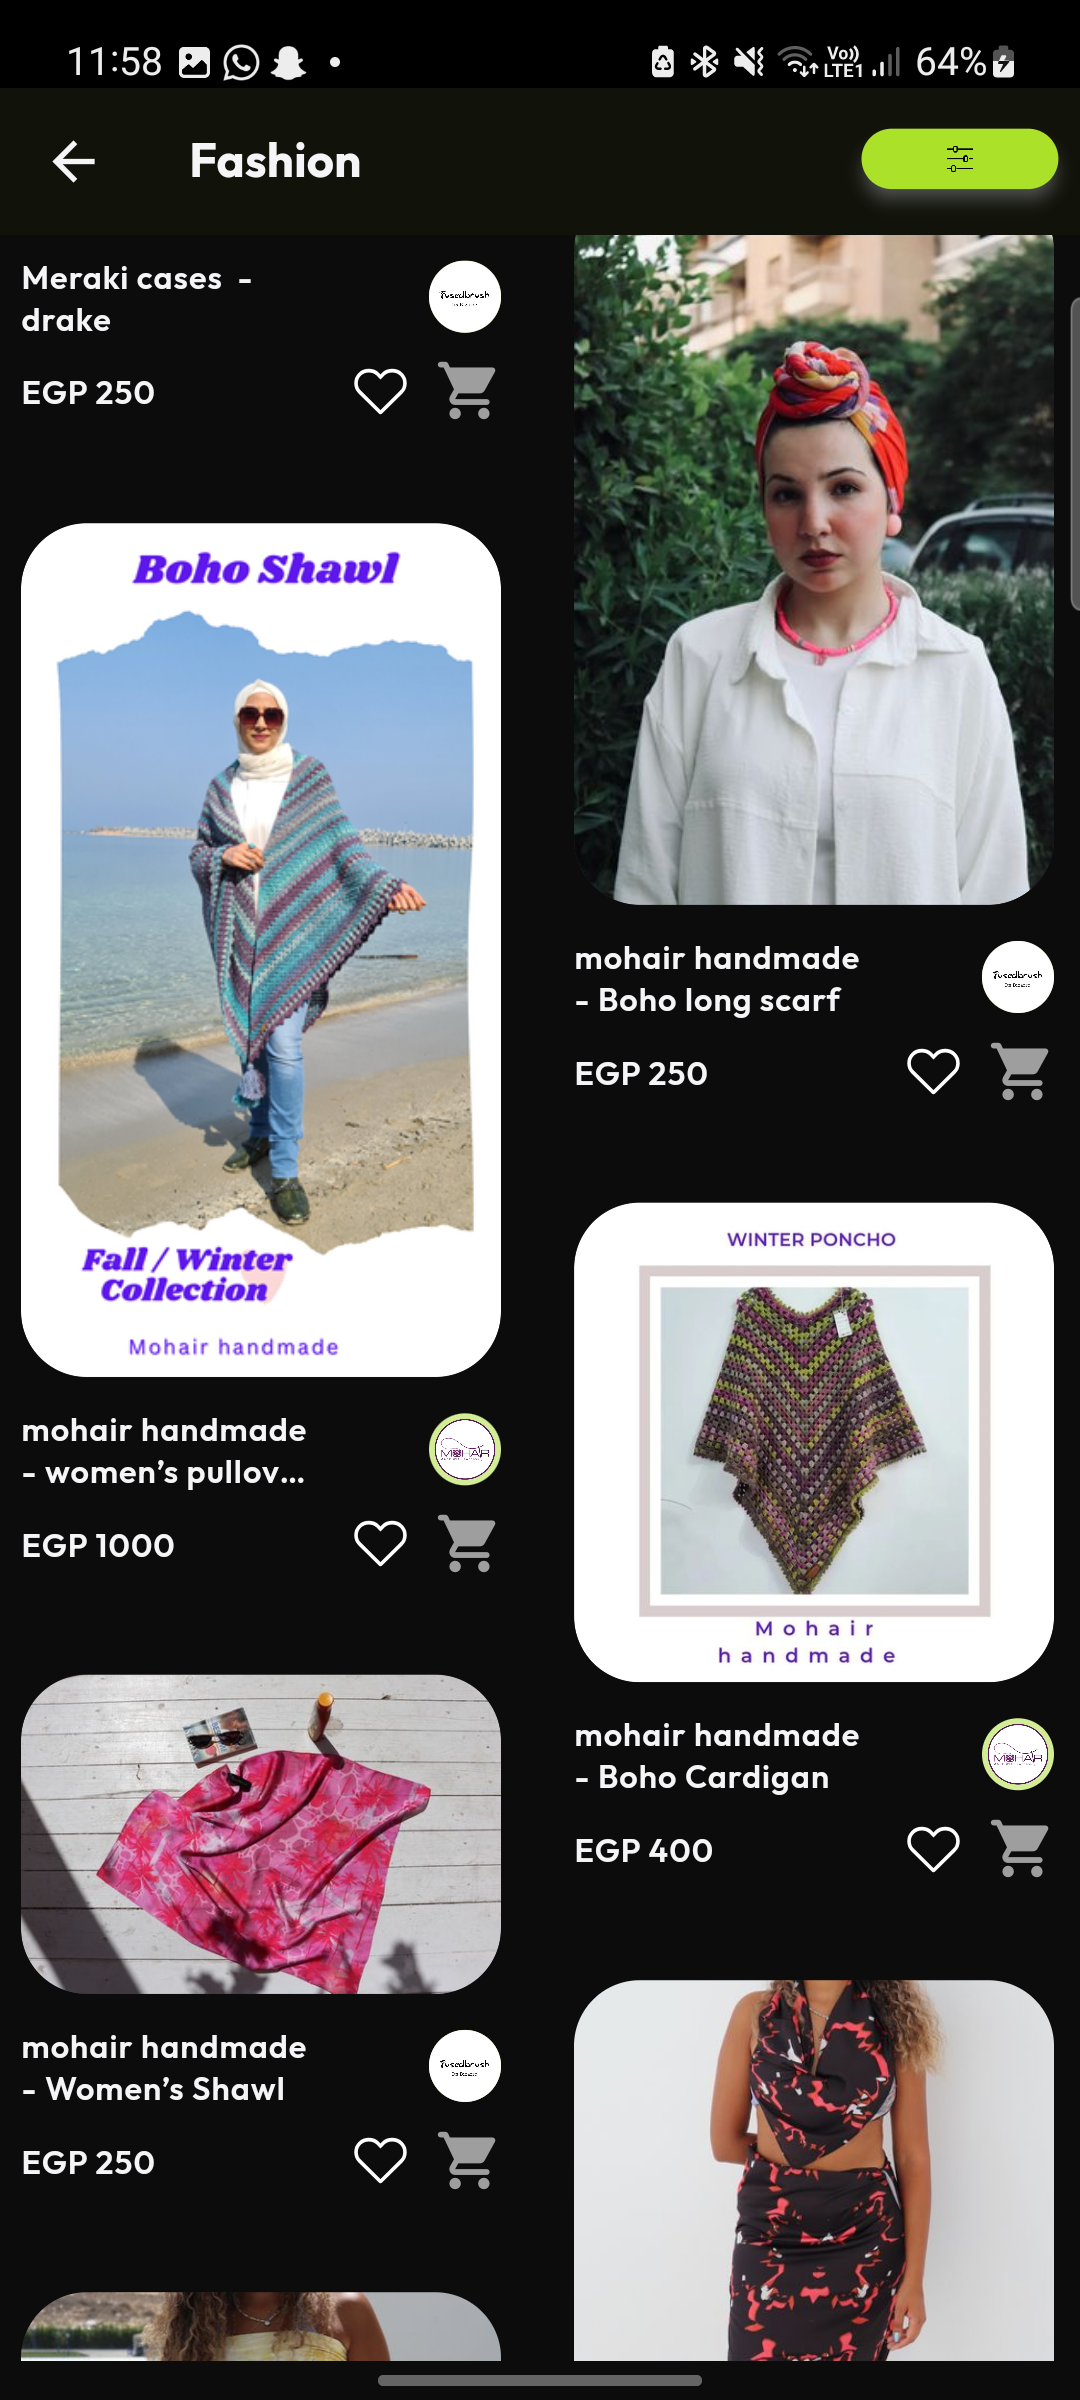 11:58
Vo))
LTE1
64%
Fashion
Meraki cases -
drake
Fusedbrush
EGP 250
Boho Shawl
Fall / Winter
Collection
Mohair handmade
mohair handmade
- women’s pullov...
MOHAIR
EGP 1000
mohair handmade
- Women’s Shawl
Fusedbrush
EGP 250
mohair handmade
- Boho long scarf
Fusedbrush
EGP 250
WINTER PONCHO
Mohair
handmade
mohair handmade
- Boho Cardigan
MOHAIR
EGP 400